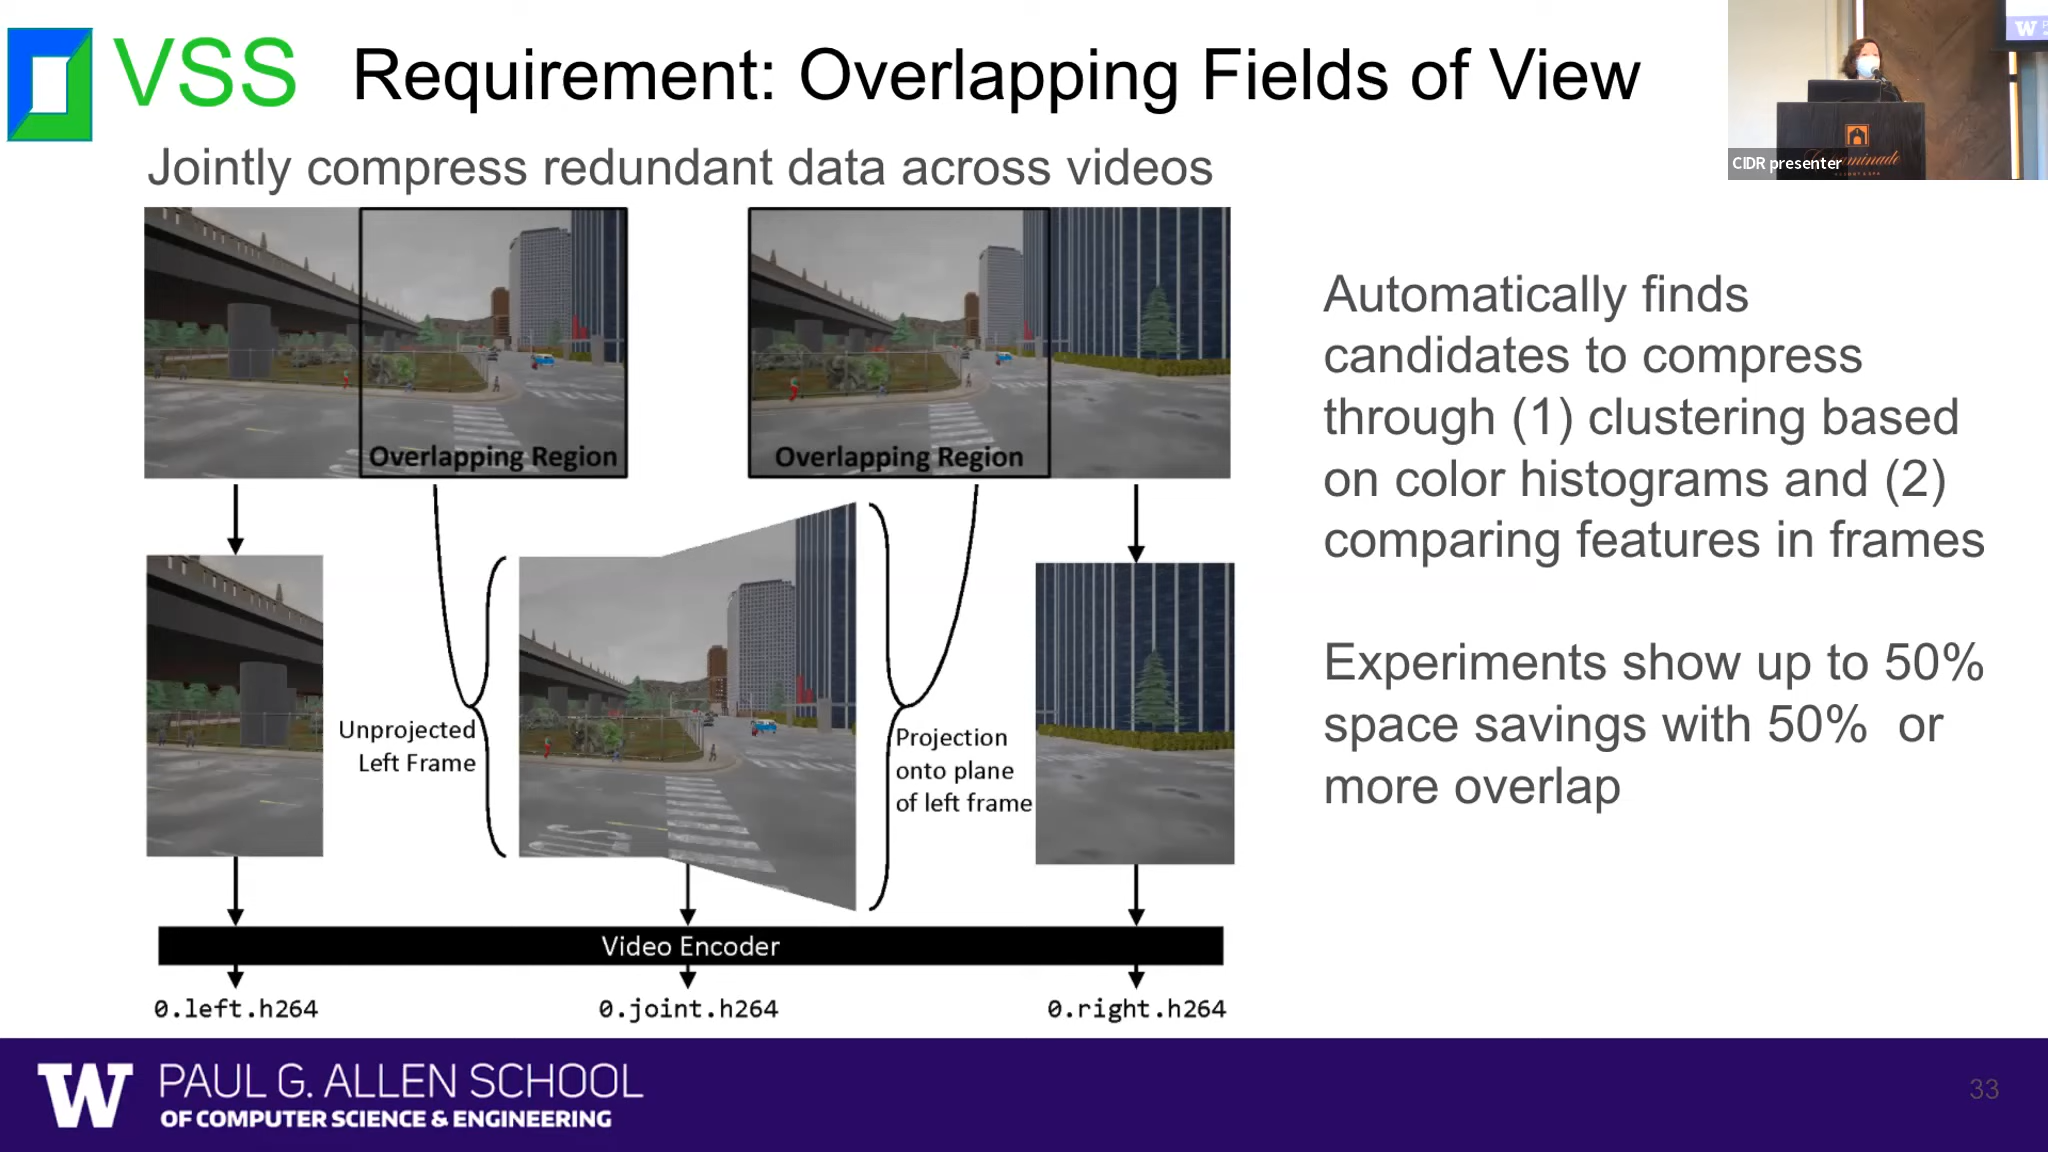 VSS
Requirement: Overlapping Fields of View
W
CIDR presenter
Jointly compress redundant data across videos
Overlapping Region
Overlapping Region
Automatically finds
candidates to compress
through (1) clustering based
on color histograms and (2)
comparing features in frames
Experiments show up to 50%
space savings with 50% or
more overlap
Unprojected
Left Frame
Projection
onto plane
of left frame
Video Encoder
0.left.h264
0.joint.h264
0.right.h264
W
PAUL G. ALLEN SCHOOL
OF COMPUTER SCIENCE & ENGINEERING
33